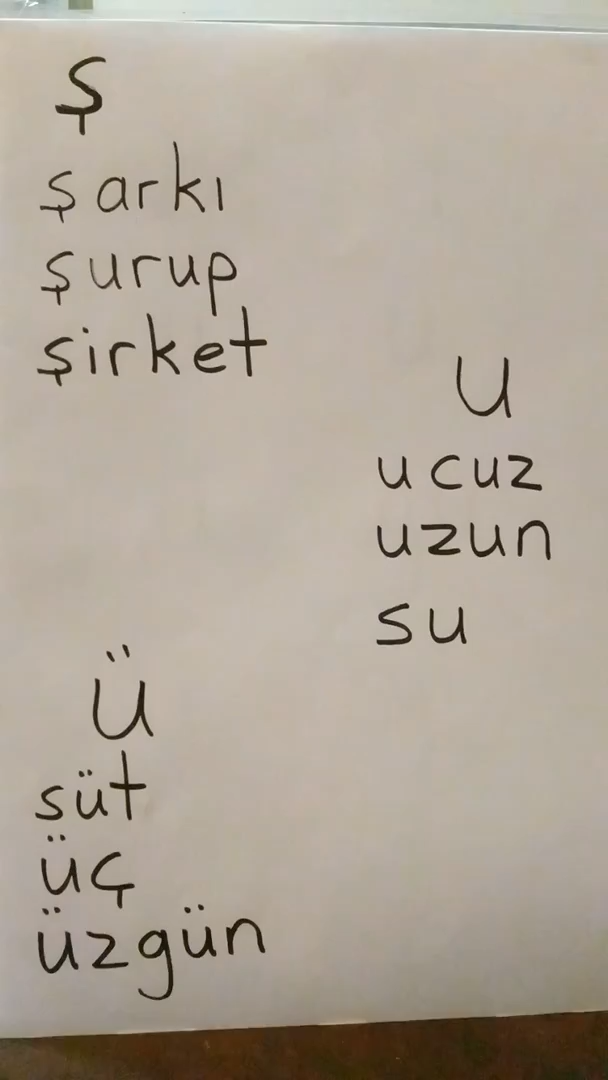 Ş
şarkı
şurup
şirket
U
ucuz
uzun
su
Ü
süt
üç
üzgün